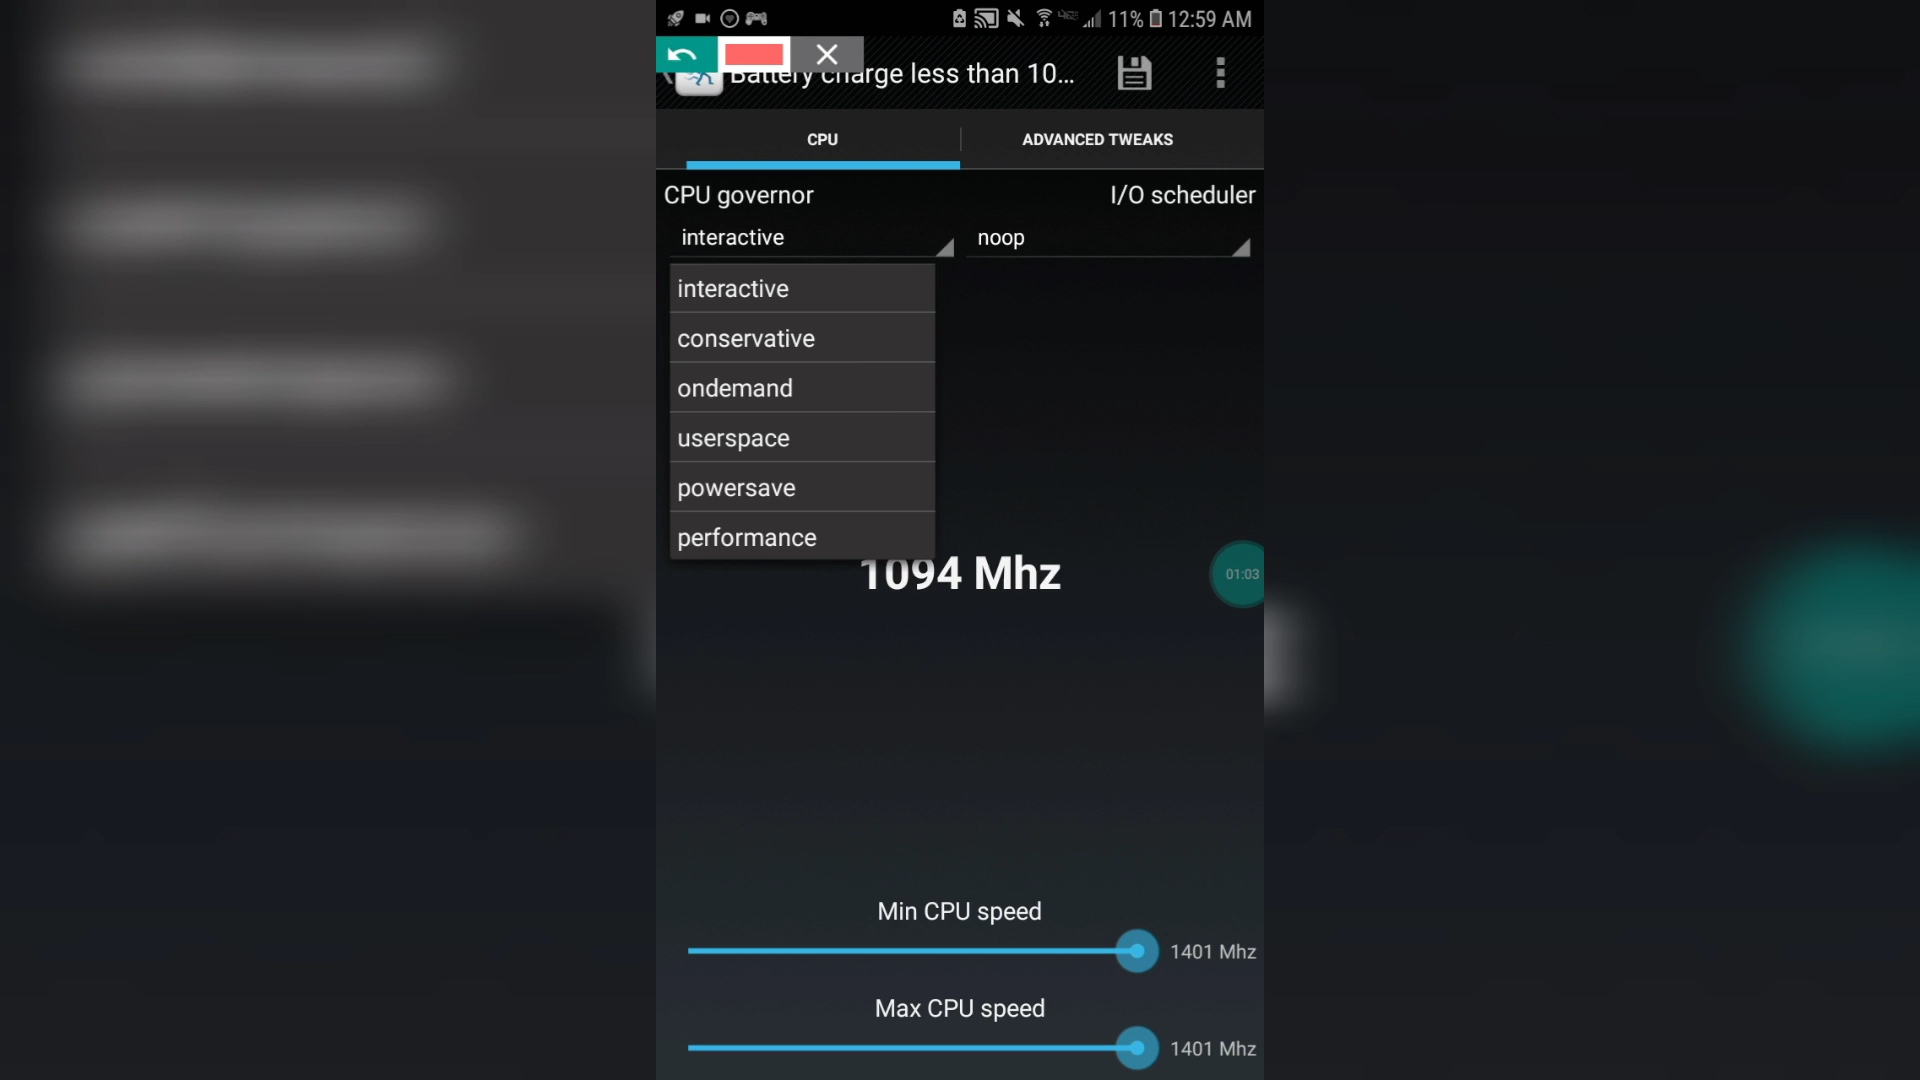 11% 12:59 AM
Battery charge less than 10...
CPU
ADVANCED TWEAKS
CPU governor
I/O scheduler
interactive
noop
interactive
conservative
ondemand
userspace
powersave
performance
1094 Mhz
01:03
Min CPU speed
1401 Mhz
Max CPU speed
1401 Mhz